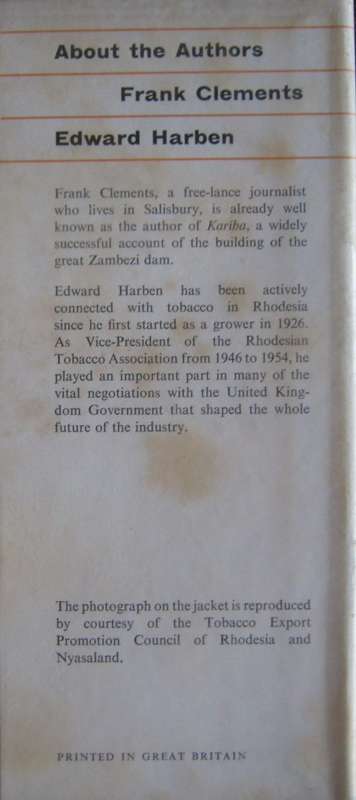 About the Authors
Frank Clements
Edward Harben
Frank Clements, a free-lance journalist
who lives in Salisbury, is already well
known as the author of Kariba, a widely
successful account of the building of the
great Zambezi dam.
Edward Harben has been actively
connected with tobacco in Rhodesia
since he first started as a grower in 1926.
As Vice-President of the Rhodesian
Tobacco Association from 1946 to 1954, he
played an important part in many of the
vital negotiations with the United King-
dom Government that shaped the whole
future of the industry.
The photograph on the jacket is reproduced
by courtesy of the Tobacco Export
Promotion Council of Rhodesia and
Nyasaland.
PRINTED IN GREAT BRITAIN